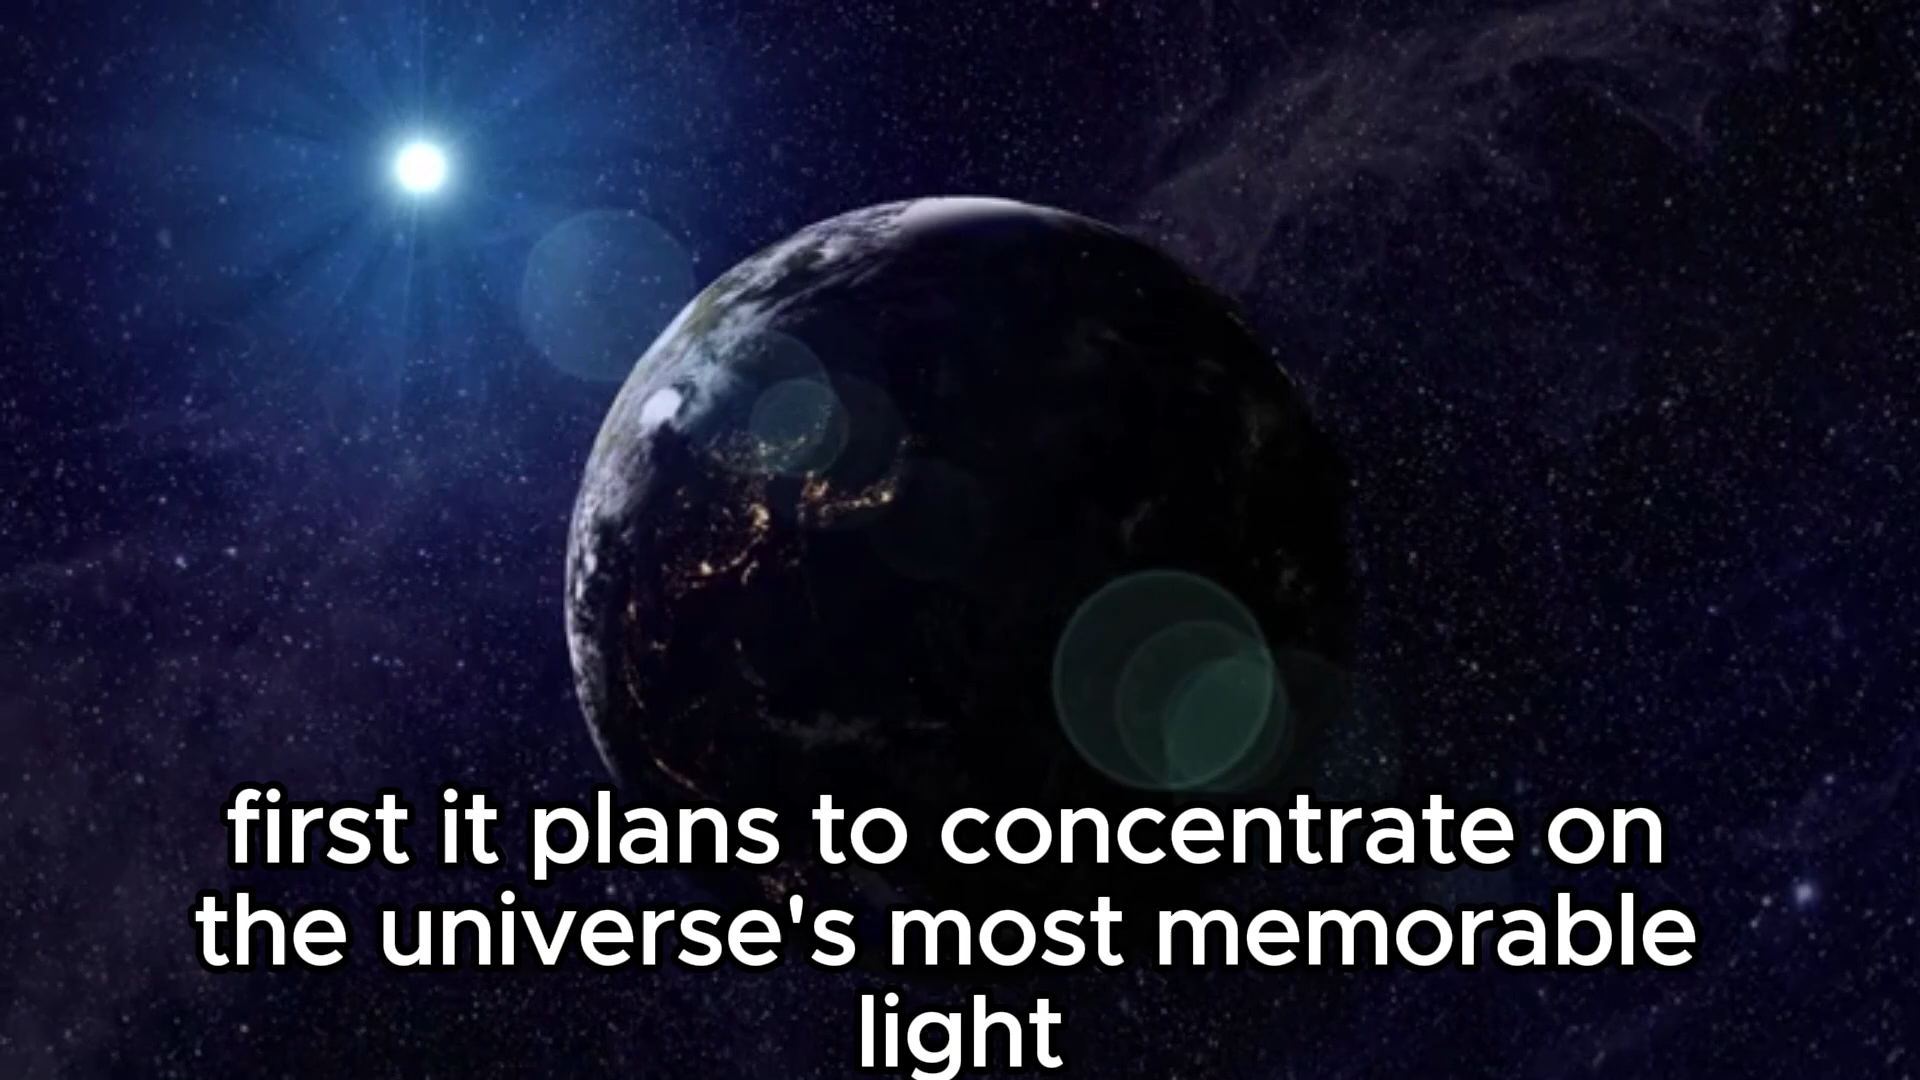 first it plans to concentrate on
the universe's most memorable
light